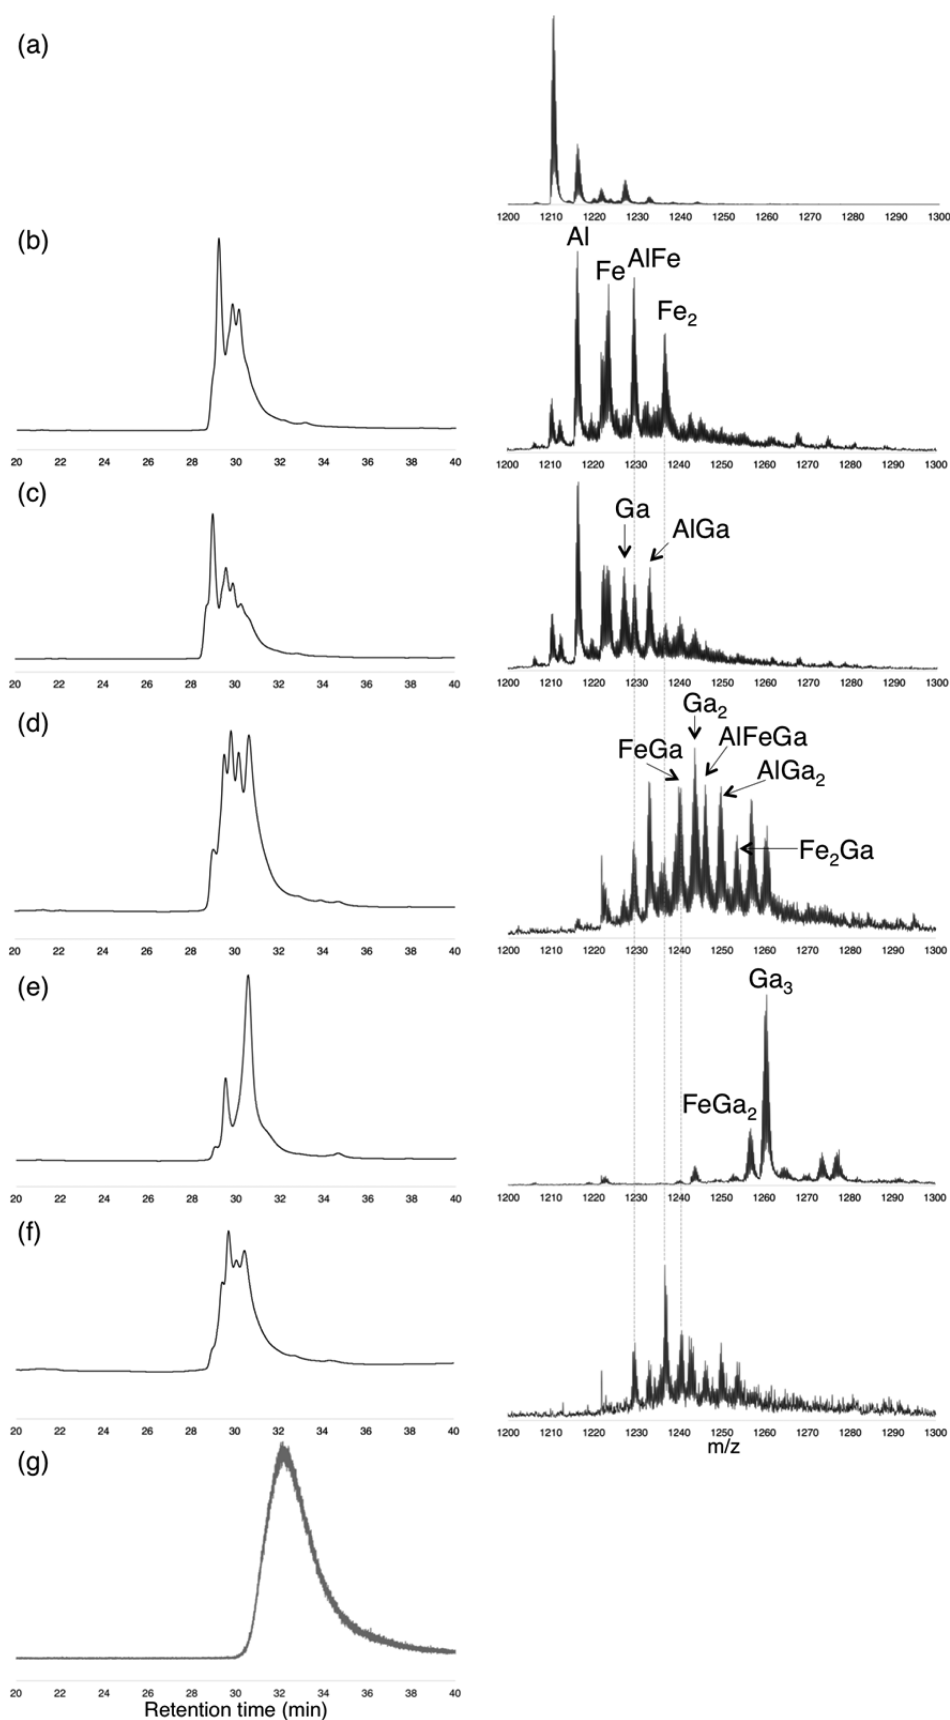 (a)
1200 1210 1220 1230 1240 1250 1260 1270 1280 1290 1300
(b)
Al
Fe
AlFe
Fe₂
20 22 24 26 28 30 32 34 36 38 40
1200 1210 1220 1230 1240 1250 1260 1270 1280 1290 1300
(c)
Ga
AlGa
20 22 24 26 28 30 32 34 36 38 40
1200 1210 1220 1230 1240 1250 1260 1270 1280 1290 1300
(d)
Ga₂
FeGa
AlFeGa
AlGa₂
Fe₂Ga
20 22 24 26 28 30 32 34 36 38 40
1200 1210 1220 1230 1240 1250 1260 1270 1280 1290 1300
(e)
Ga₃
FeGa₂
20 22 24 26 28 30 32 34 36 38 40
1200 1210 1220 1230 1240 1250 1260 1270 1280 1290 1300
(f)
20 22 24 26 28 30 32 34 36 38 40
1200 1210 1220 1230 1240 1250 1260 1270 1280 1290 1300
m/z
(g)
20 22 24 26 28 30 32 34 36 38 40
Retention time (min)